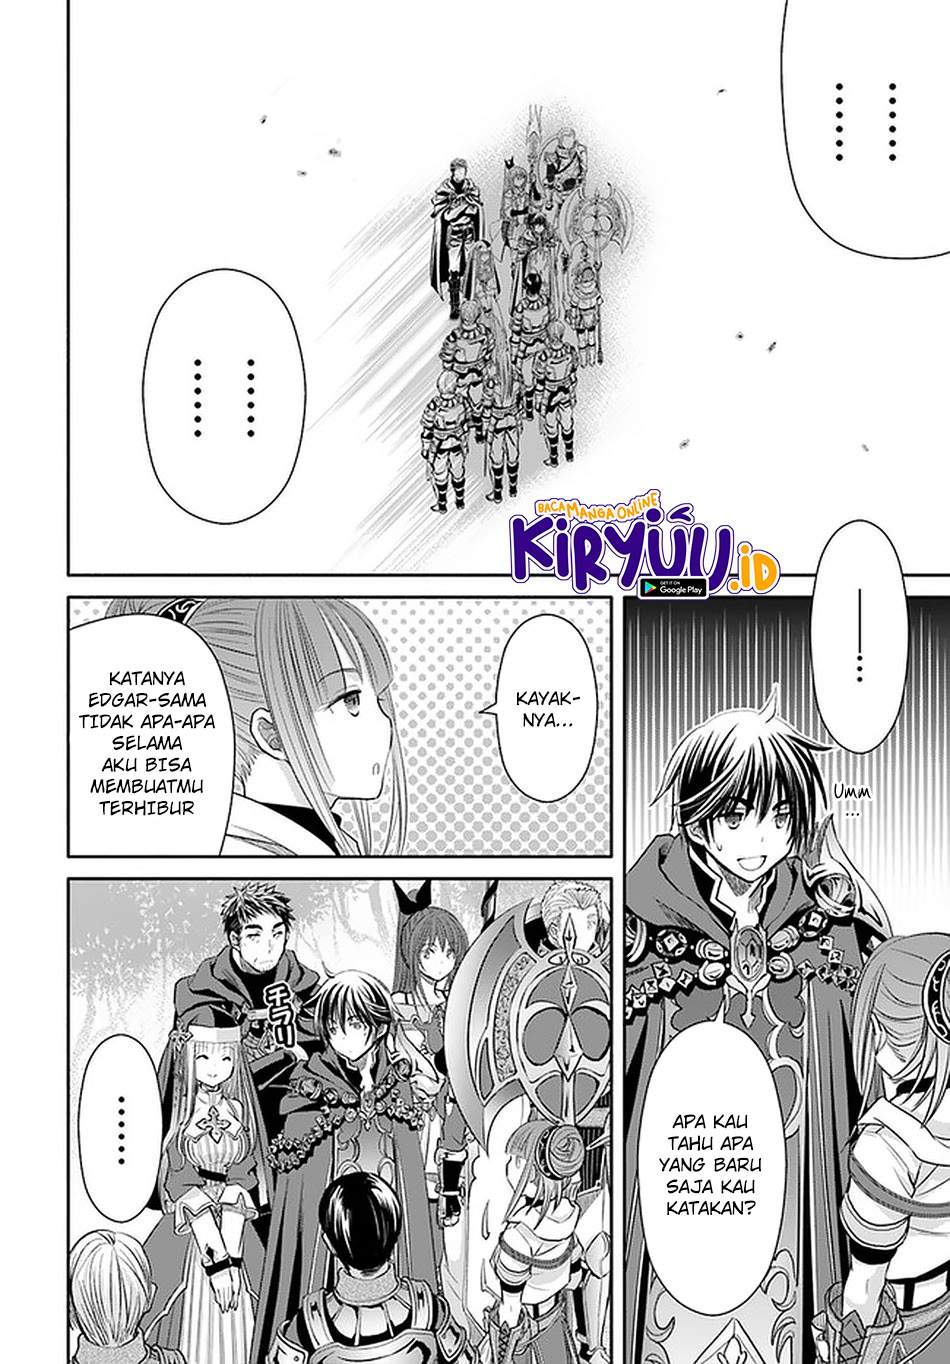 ......
......
......
......
BACA MANGA ONLINE
KIRYUU.ID
GET IT ON
Google Play
—...
Umm
...
APA KAU
TAHU APA
YANG BARU
SAJA KAU
KATAKAN?
KAYAK-
NYA...
KATANYA
EDGAR-SAMA
TIDAK APA-APA
SELAMA
AKU BISA
MEMBUATMU
TERHIBUR
チラリ
......